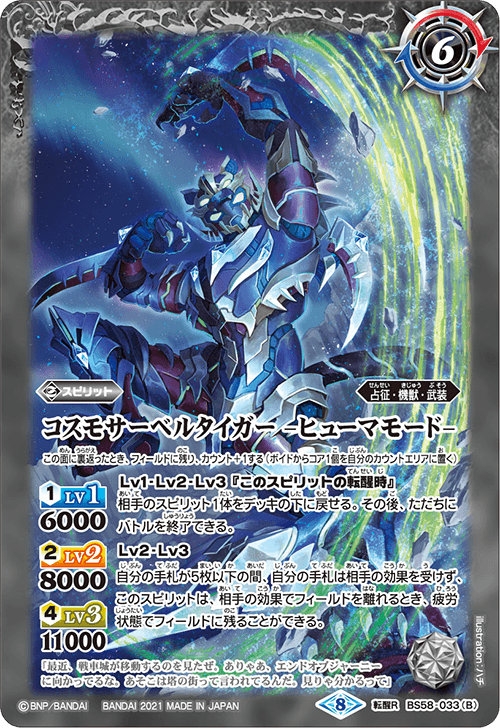 6
スピリット
占征・機獣・武装
コスモサーベルタイガー -ヒューマモード-
この面に裏返ったとき、フィールドに残り、カウント+1する(ボイドからコア1個を自分のカウントエリアに置く)
1 LV1 6000
Lv1・Lv2・Lv3『このスピリットの転醒時』
相手のスピリット1体をデッキの下に戻せる。その後、ただちに
バトルを終了できる。
2 LV2 8000
Lv2・Lv3
自分の手札が5枚以下の間、自分の手札は相手の効果を受けず、
このスピリットは、相手の効果でフィールドを離れるとき、疲労
状態でフィールドに残ることができる。
4 LV3 11000
「最近、戦車城が移動するのを見たぜ。ありゃあ、エンドオブジャーニー
に向かってるな。あそこは塔の街って言われてるんだ。見りゃ分かるって」
illustration:ハチ
©BNP/BANDAI BANDAI 2021 MADE IN JAPAN 8 転醒R BS58-033(B)